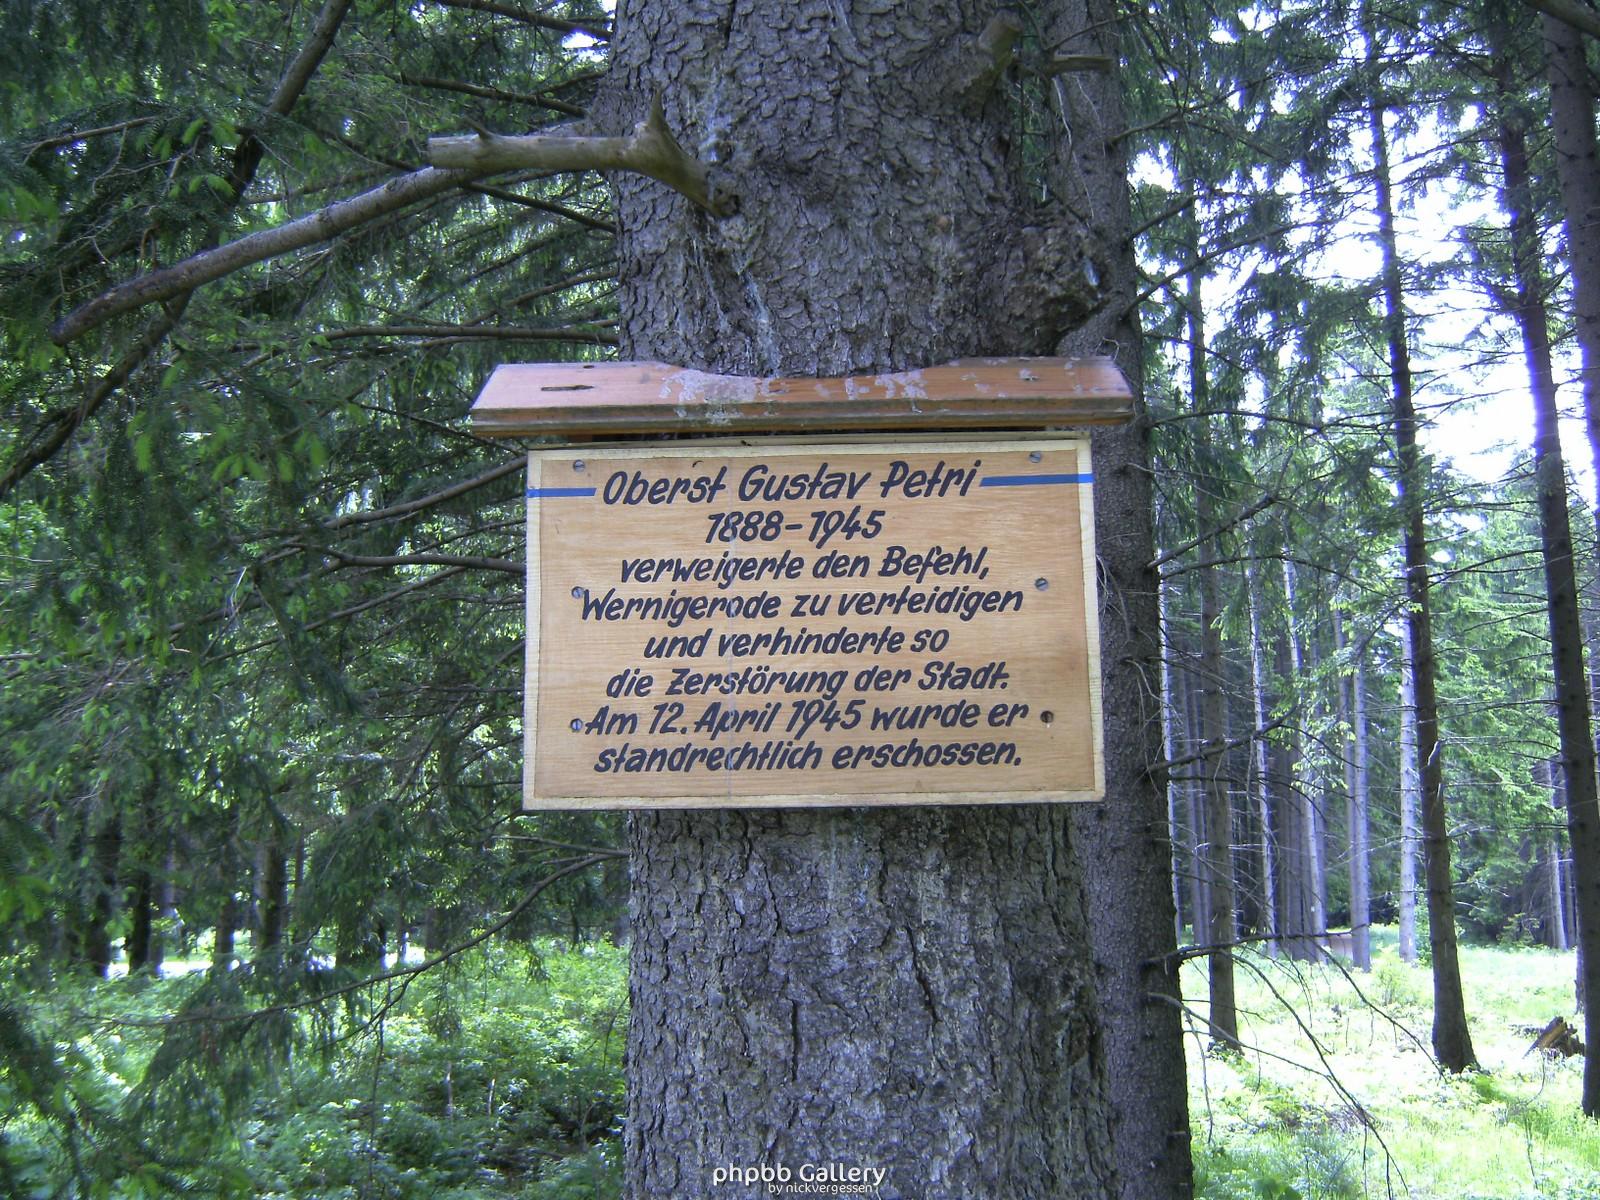 Oberst Gustav Petri
1888-1945
verweigerte den Befehl,
Wernigerode zu verteidigen
und verhinderte so
die Zerstörung der Stadt.
Am 12. April 1945 wurde er
standrechtlich erschossen.
phpbb Gallery
by nickvergessen